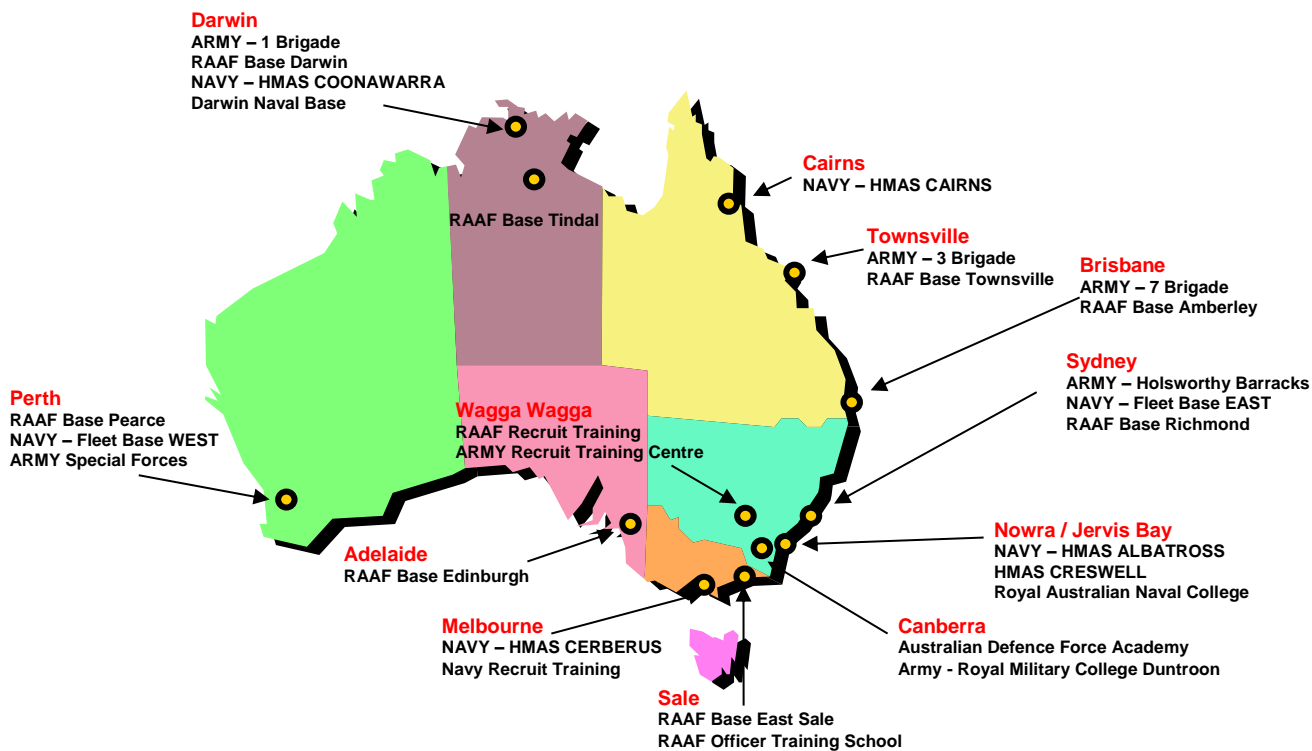 Darwin
ARMY – 1 Brigade
RAAF Base Darwin
NAVY – HMAS COONAWARRA
Darwin Naval Base
RAAF Base Tindal
Cairns
NAVY – HMAS CAIRNS
Townsville
ARMY – 3 Brigade
RAAF Base Townsville
Brisbane
ARMY – 7 Brigade
RAAF Base Amberley
Sydney
ARMY – Holsworthy Barracks
NAVY – Fleet Base EAST
RAAF Base Richmond
Perth
RAAF Base Pearce
NAVY – Fleet Base WEST
ARMY Special Forces
Wagga Wagga
RAAF Recruit Training
ARMY Recruit Training Centre
Adelaide
RAAF Base Edinburgh
Nowra / Jervis Bay
NAVY – HMAS ALBATROSS
HMAS CRESWELL
Royal Australian Naval College
Melbourne
NAVY – HMAS CERBERUS
Navy Recruit Training
Canberra
Australian Defence Force Academy
Army - Royal Military College Duntroon
Sale
RAAF Base East Sale
RAAF Officer Training School